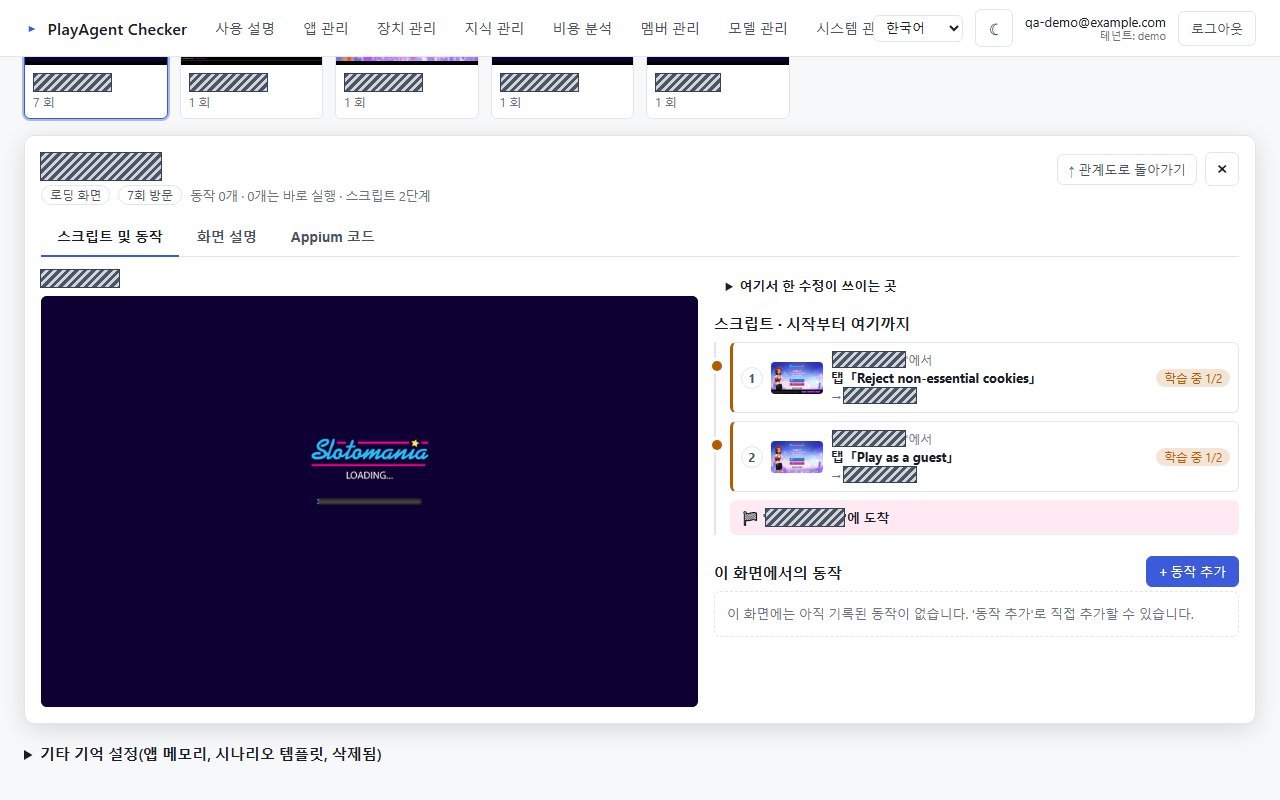 PlayAgent Checker
사용 설명
앱 관리
장치 관리
지식 관리
비용 분석
멤버 관리
모델 관리
시스템 관
한국어
qa-demo@example.com
테넌트: demo
로그아웃
7 회
1 회
1 회
1 회
1 회
↑ 관계도로 돌아가기
×
로딩 화면
7회 방문
동작 0개 · 0개는 바로 실행 · 스크립트 2단계
스크립트 및 동작
화면 설명
Appium 코드
Slotomania
LOADING...
▶ 여기서 한 수정이 쓰이는 곳
스크립트 · 시작부터 여기까지
1
에서
탭「Reject non-essential cookies」
→
학습 중 1/2
2
에서
탭「Play as a guest」
→
학습 중 1/2
에 도착
이 화면에서의 동작
+ 동작 추가
이 화면에는 아직 기록된 동작이 없습니다. '동작 추가'로 직접 추가할 수 있습니다.
▶ 기타 기억 설정(앱 메모리, 시나리오 템플릿, 삭제됨)